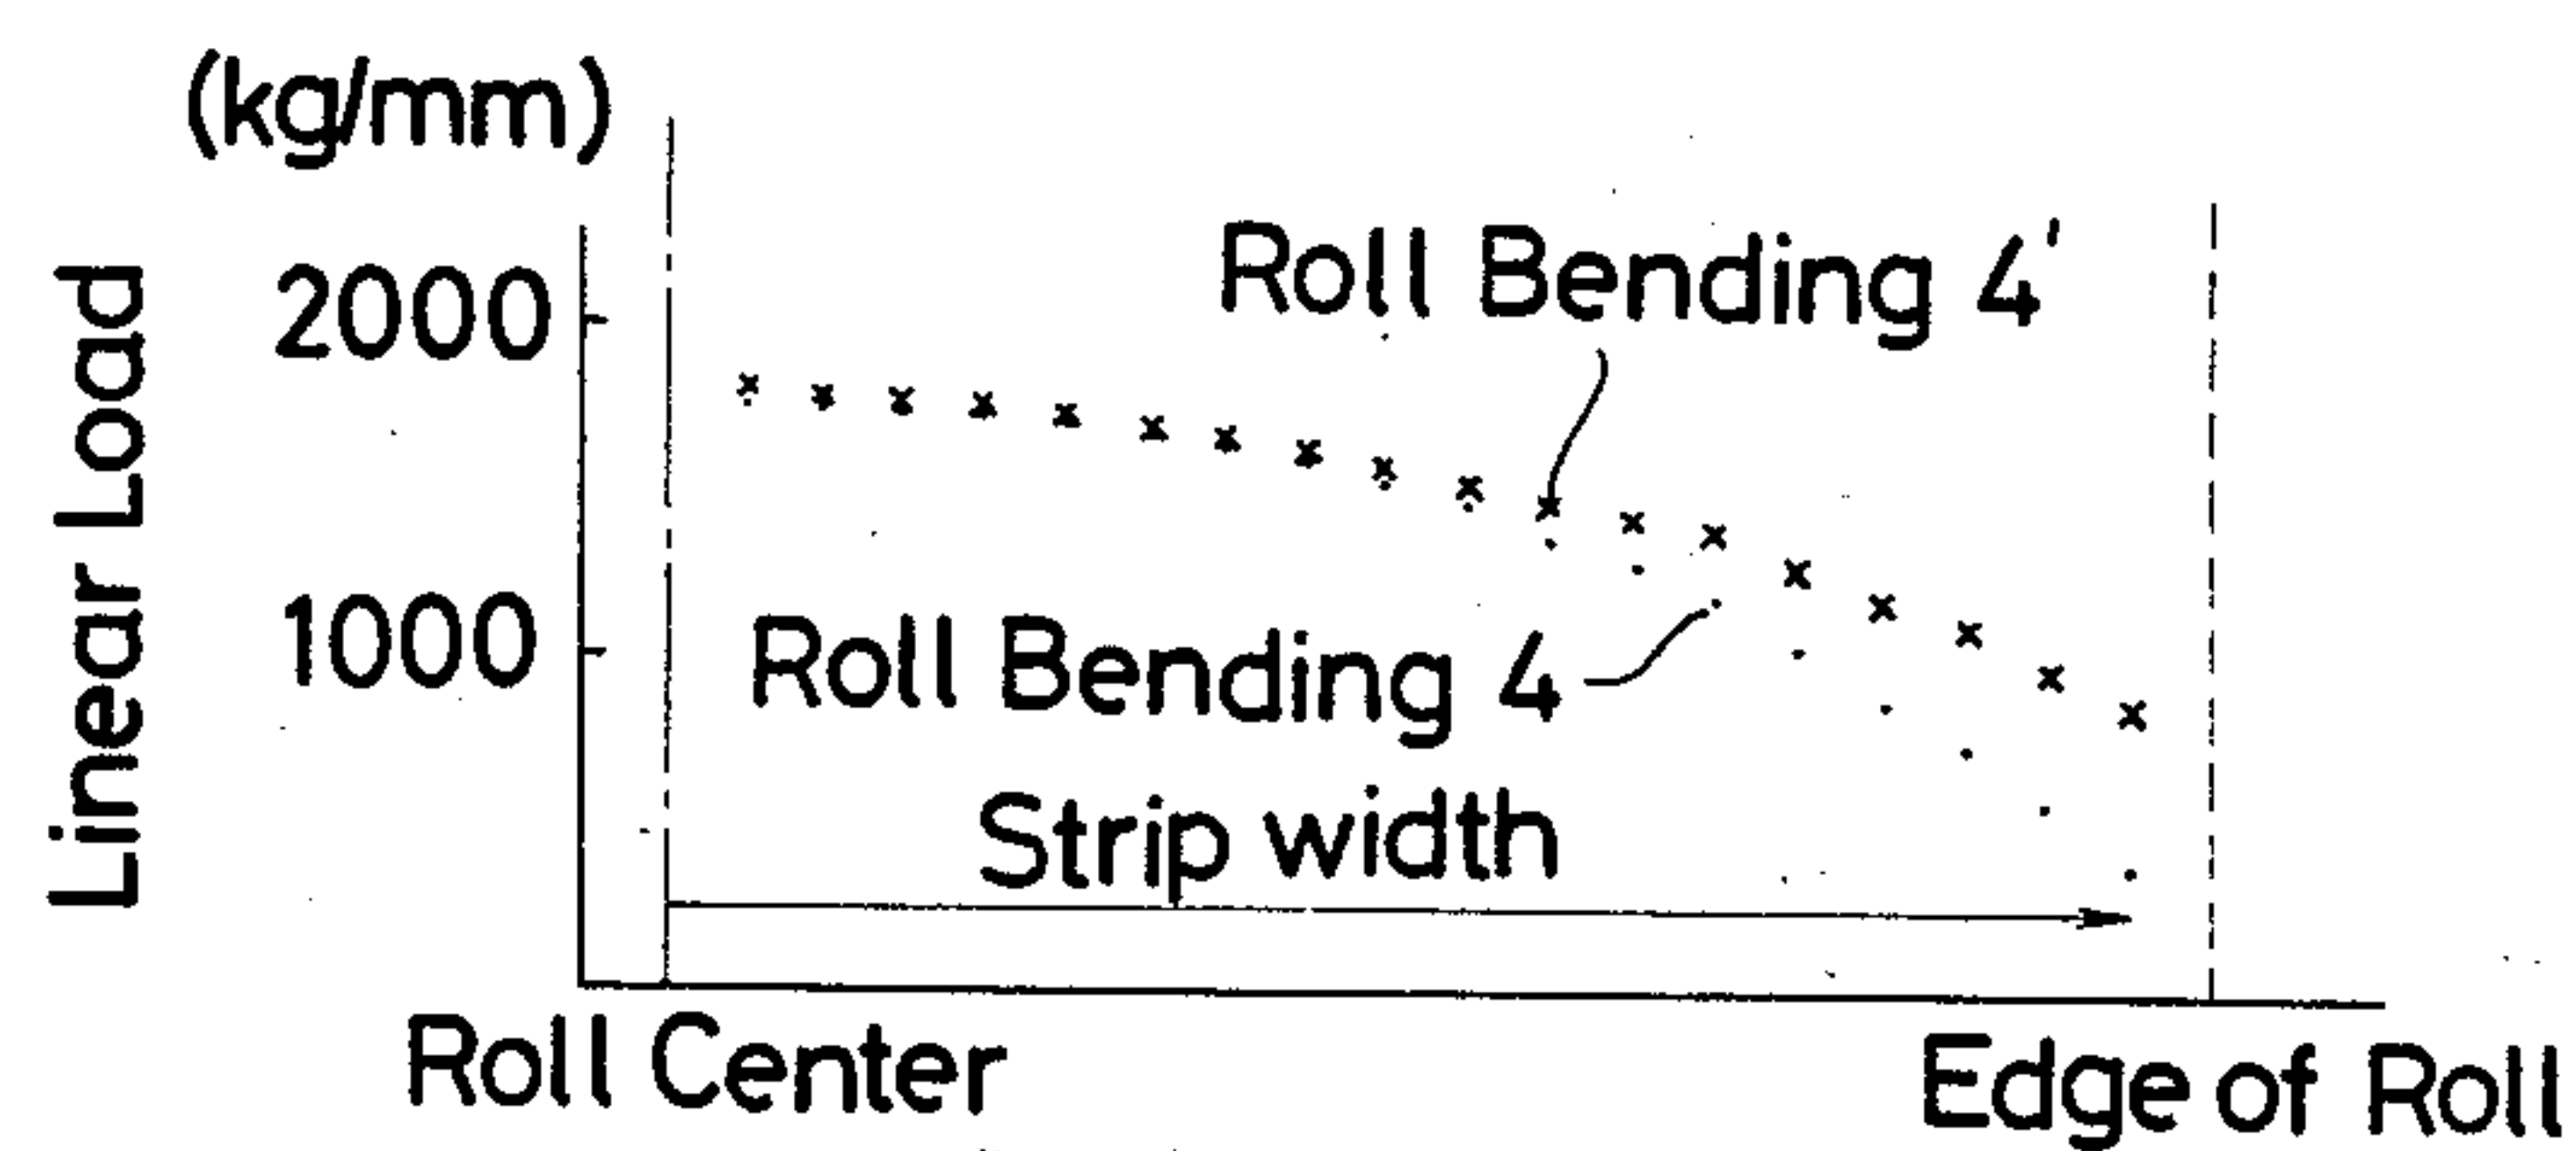 (kg/mm)
Linear Load
2000
1000
Roll Bending 4'
Roll Bending 4
Strip width
Roll Center
Edge of Roll